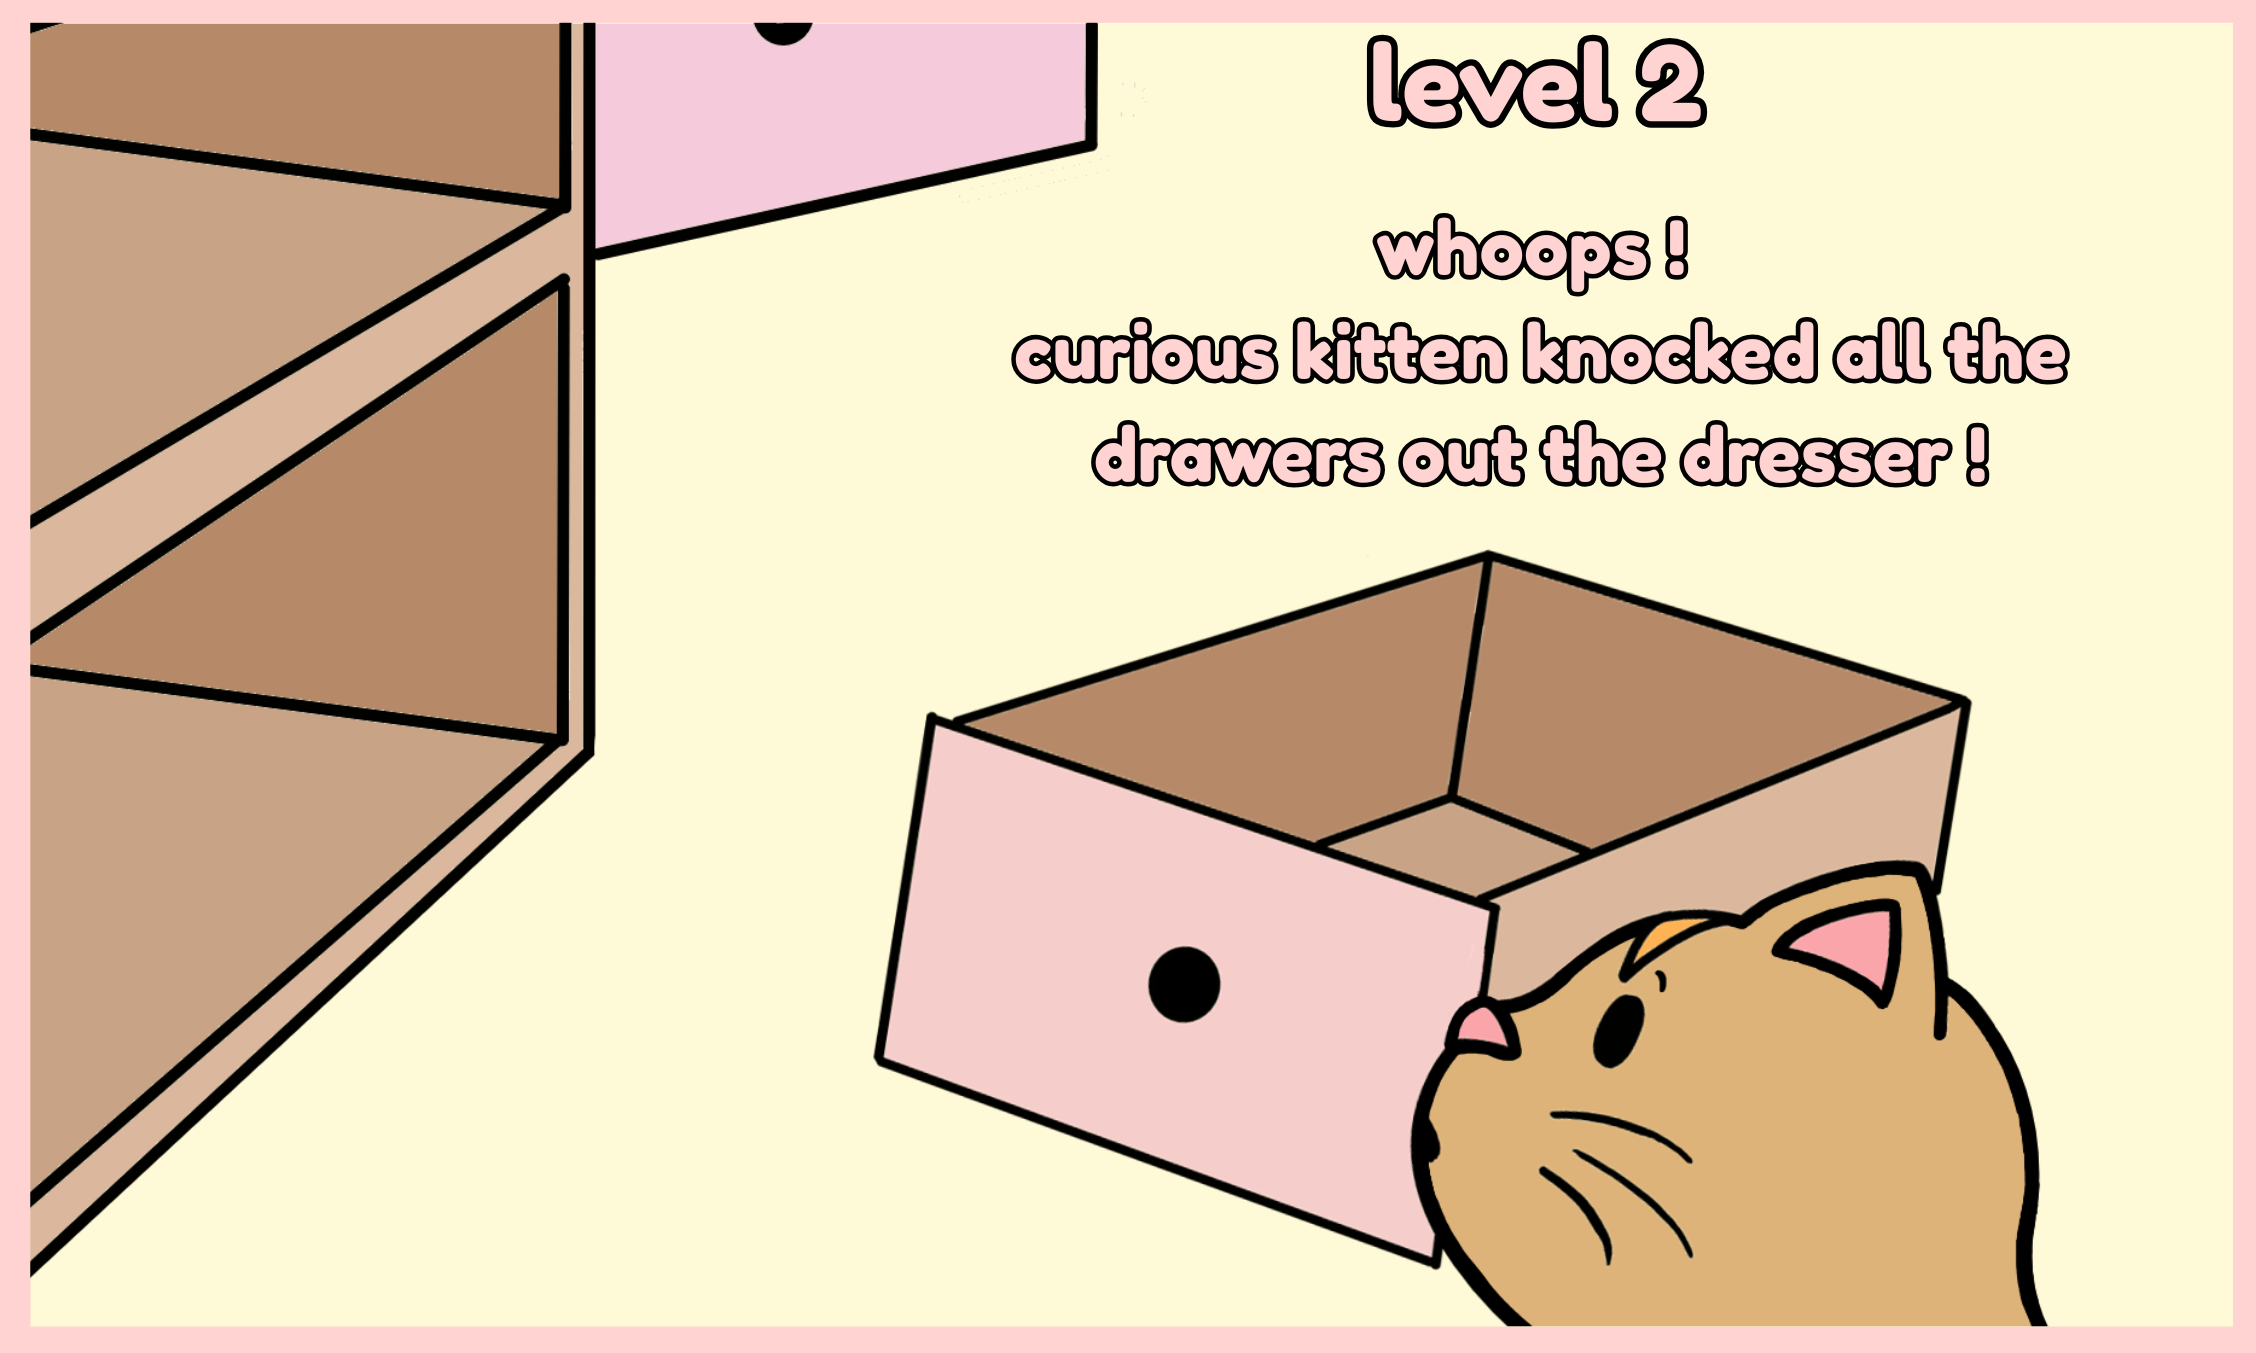 level 2
whoops !
curious kitten knocked all the
drawers out the dresser !